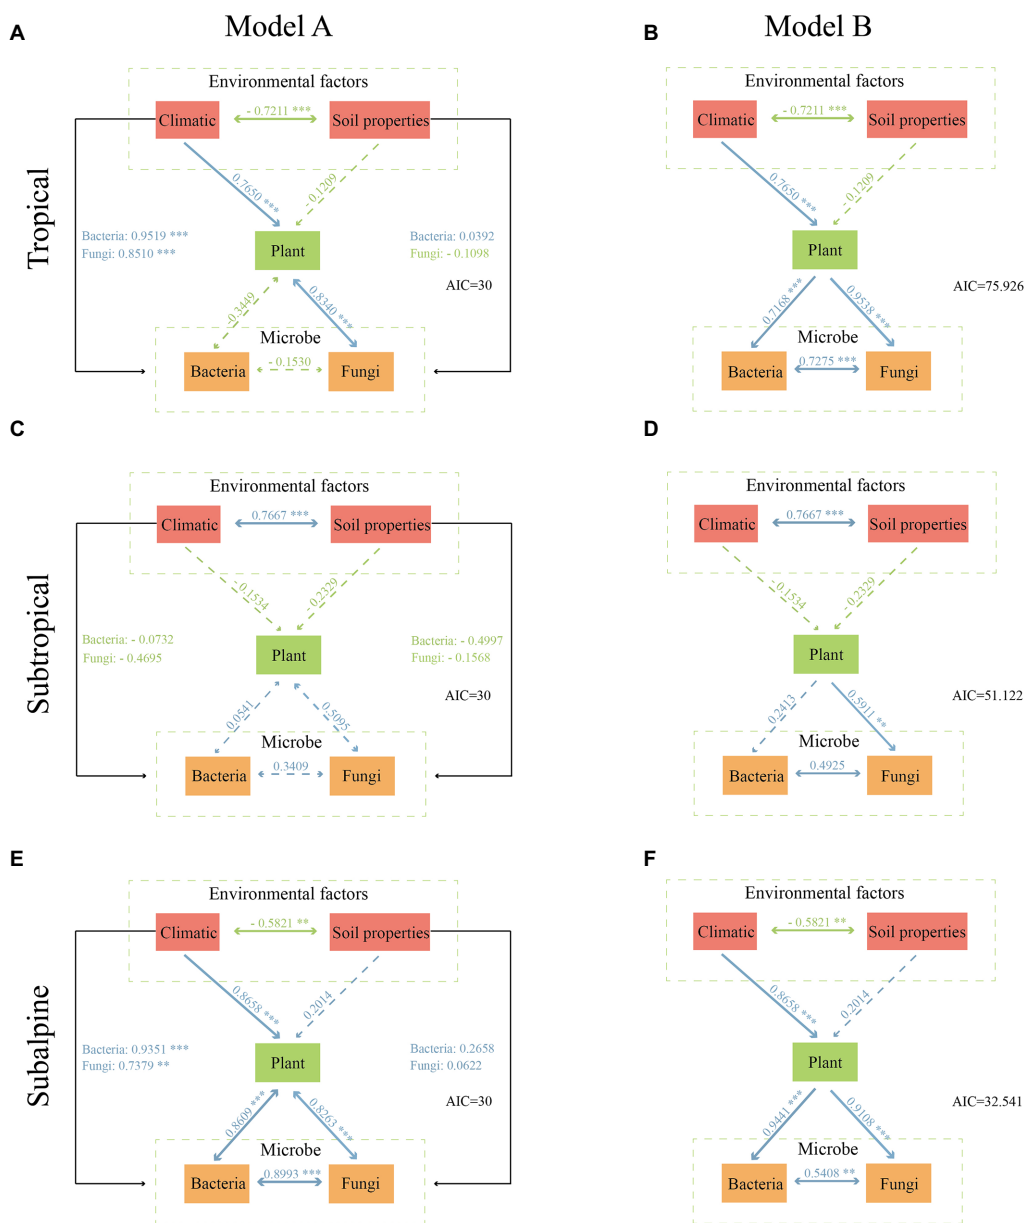 Model A
Model B
Tropical
A
Environmental factors
Climatic
- 0.7211 ***
Soil properties
0.7650 ***
- 0.1209
Bacteria: 0.9519 ***
Fungi: 0.8510 ***
Plant
Bacteria: 0.0392
Fungi: - 0.1098
AIC=30
-0.3449
0.8340 ***
Microbe
Bacteria
- 0.1530
Fungi
B
Environmental factors
Climatic
- 0.7211 ***
Soil properties
0.7650 ***
- 0.1209
Plant
AIC=75.926
0.7168 ***
0.9538 ***
Microbe
Bacteria
0.7275 ***
Fungi
Subtropical
C
Environmental factors
Climatic
0.7667 ***
Soil properties
- 0.1534
- 0.2329
Bacteria: - 0.0732
Fungi: - 0.4695
Plant
Bacteria: - 0.4997
Fungi: - 0.1568
AIC=30
0.0541
0.5095
Microbe
Bacteria
0.3409
Fungi
D
Environmental factors
Climatic
0.7667 ***
Soil properties
- 0.1534
- 0.2329
Plant
AIC=51.122
0.2413
0.5911 **
Microbe
Bacteria
0.4925
Fungi
Subalpine
E
Environmental factors
Climatic
- 0.5821 **
Soil properties
0.8658 ***
0.2014
Bacteria: 0.9351 ***
Fungi: 0.7379 **
Plant
Bacteria: 0.2658
Fungi: 0.0622
AIC=30
0.8609 ***
0.8263 ***
Microbe
Bacteria
0.8993 ***
Fungi
F
Environmental factors
Climatic
- 0.5821 **
Soil properties
0.8658 ***
0.2014
Plant
AIC=32.541
0.9441 ***
0.9108 ***
Microbe
Bacteria
0.5408 **
Fungi